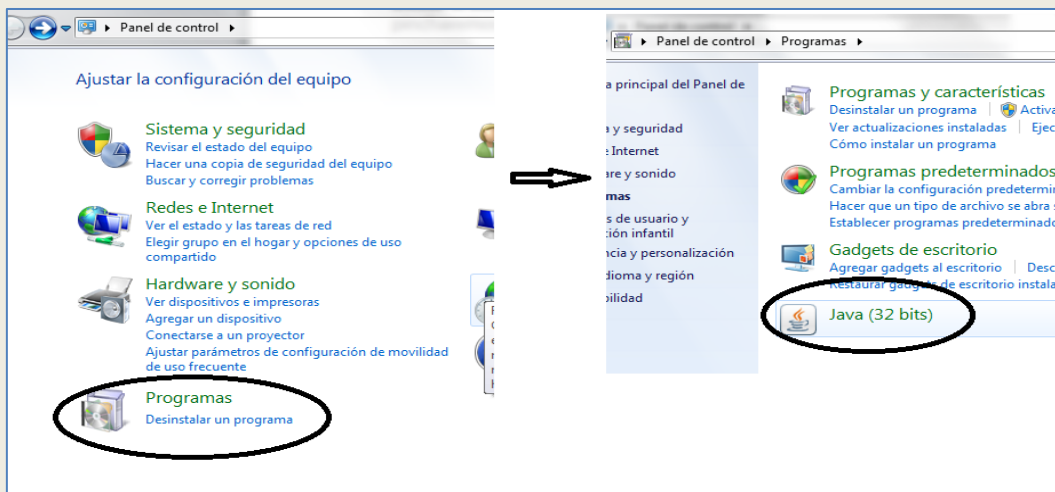 Panel de control
Ajustar la configuración del equipo
Sistema y seguridad
Revisar el estado del equipo
Hacer una copia de seguridad del equipo
Buscar y corregir problemas
Redes e Internet
Ver el estado y las tareas de red
Elegir grupo en el hogar y opciones de uso
compartido
Hardware y sonido
Ver dispositivos e impresoras
Agregar un dispositivo
Conectarse a un proyector
Ajustar parámetros de configuración de movilidad
de uso frecuente
Programas
Desinstalar un programa
Panel de control Programas
a principal del Panel de
a y seguridad
e Internet
are y sonido
mas
s de usuario y
ción infantil
ncia y personalización
dioma y región
bilidad
Programas y características
Desinstalar un programa Activa
Ver actualizaciones instaladas Ejec
Cómo instalar un programa
Programas predeterminados
Cambiar la configuración predetermin
Hacer que un tipo de archivo se abra s
Establecer programas predeterminado
Gadgets de escritorio
Agregar gadgets al escritorio Desc
Restaurar gadgets de escritorio instala
Java (32 bits)